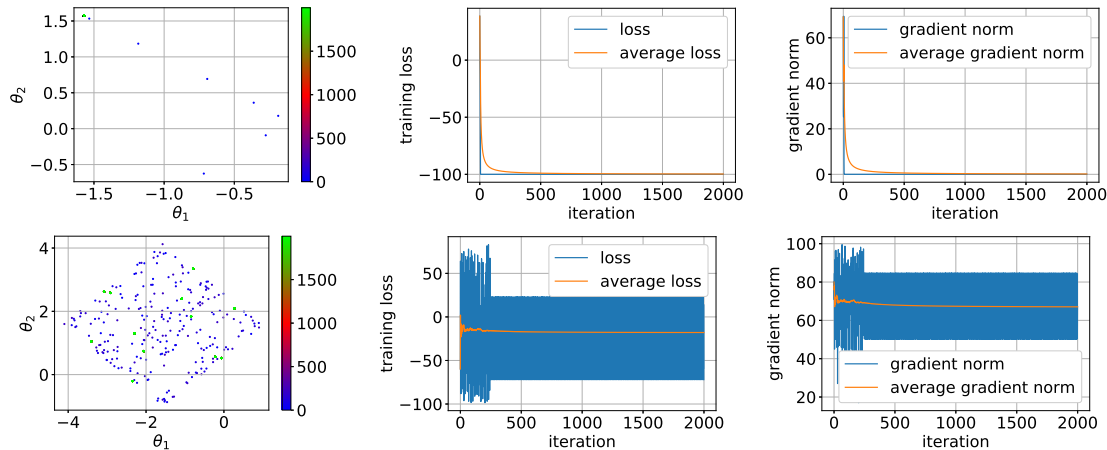 1.5
1.0
0.5
0.0
−0.5
θ2
−1.5
−1.0
−0.5
θ1
1500
1000
500
0
0
−50
−100
training loss
loss
average loss
0
500
1000
1500
2000
iteration
60
40
20
0
gradient norm
gradient norm
average gradient norm
0
500
1000
1500
2000
iteration
4
2
0
θ2
−4
−2
0
θ1
1500
1000
500
0
50
0
−50
−100
training loss
loss
average loss
0
500
1000
1500
2000
iteration
100
80
60
40
20
gradient norm
gradient norm
average gradient norm
0
500
1000
1500
2000
iteration